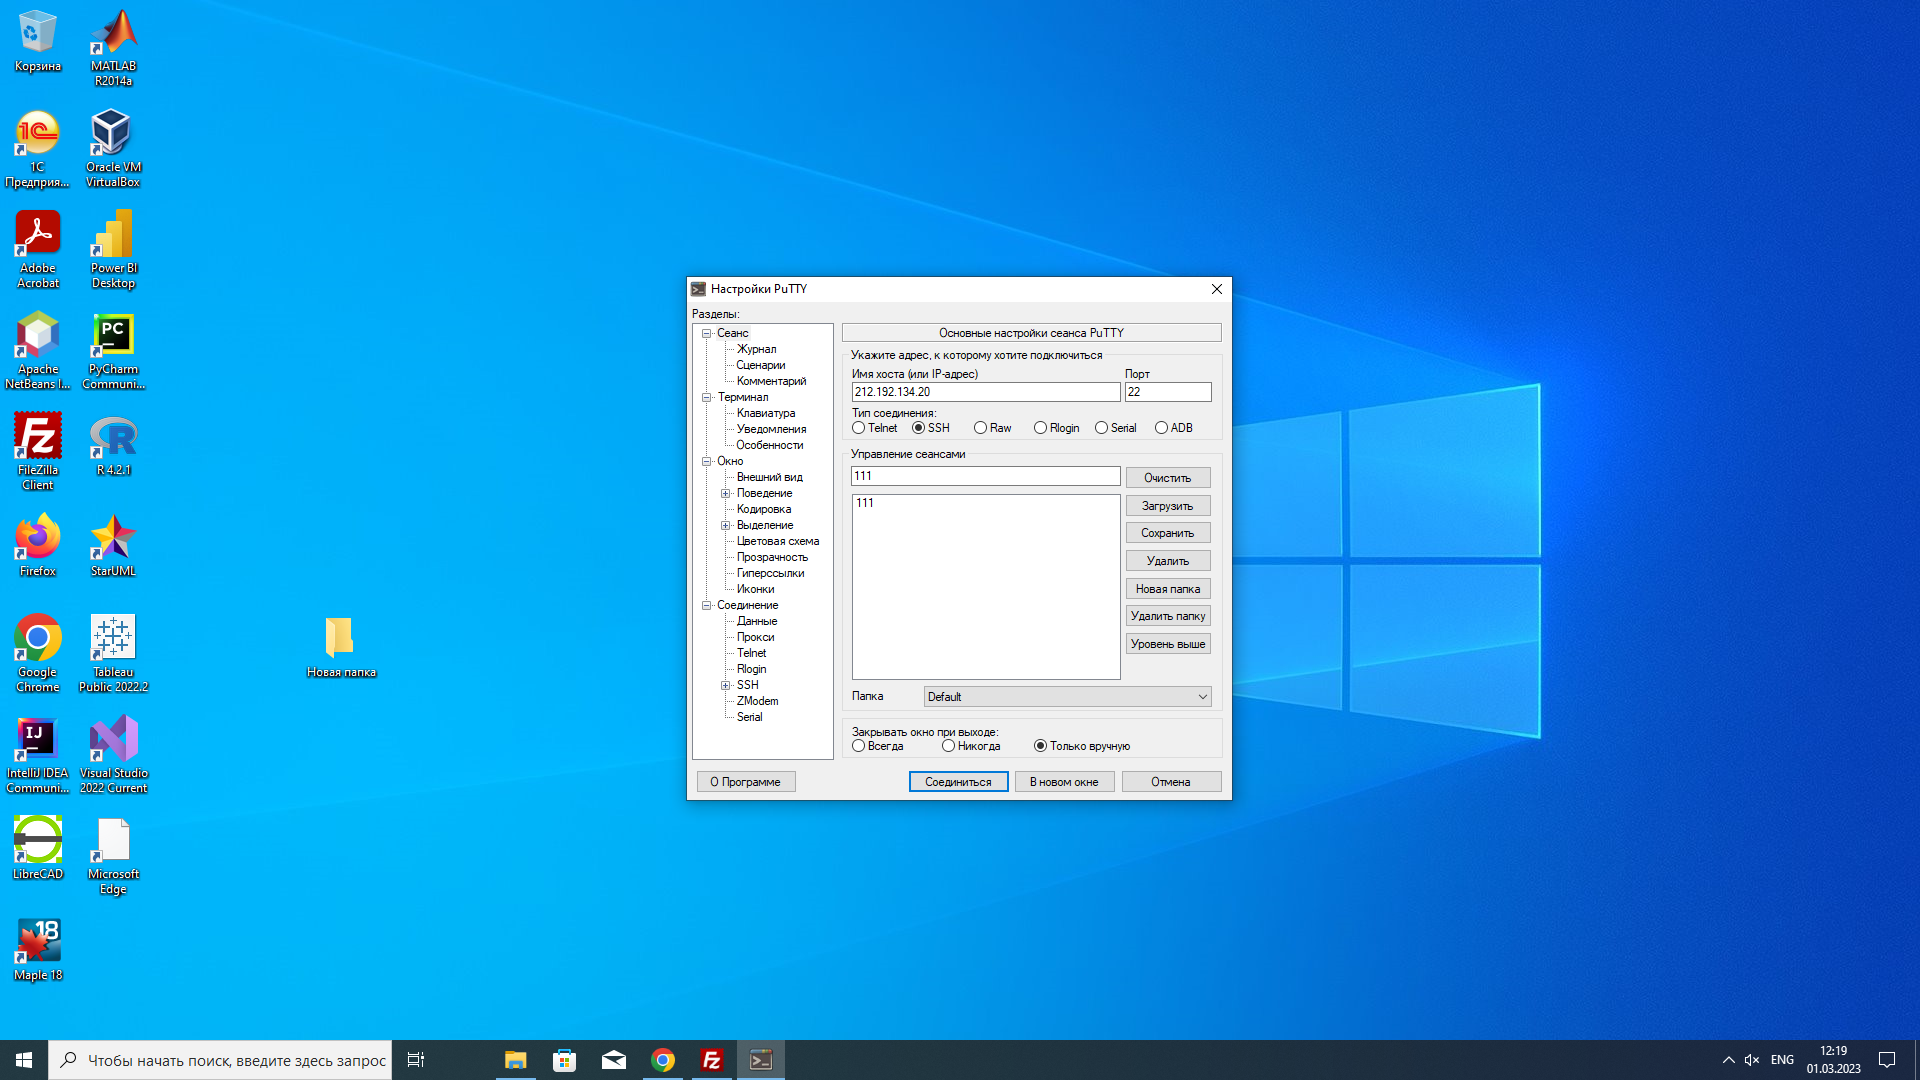 Корзина
MATLAB
R2014a
1C
Предприя...
Oracle VM
VirtualBox
Adobe
Acrobat
Power BI
Desktop
Apache
NetBeans I...
PC
PyCharm
Communi...
FileZilla
Client
R 4.2.1
Firefox
StarUML
Google
Chrome
Tableau
Public 2022.2
IJ
IntelliJ IDEA
Communi...
Visual Studio
2022 Current
LibreCAD
Microsoft
Edge
18
Maple 18
Новая папка
Настройки PuTTY
Разделы:
Сеанс
Журнал
Сценарии
Комментарий
Терминал
Клавиатура
Уведомления
Особенности
Окно
Внешний вид
Поведение
Кодировка
Выделение
Цветовая схема
Прозрачность
Гиперссылки
Иконки
Соединение
Данные
Прокси
Telnet
Rlogin
SSH
ZModem
Serial
Основные настройки сеанса PuTTY
Укажите адрес, к которому хотите подключиться
Имя хоста (или IP-адрес) Порт
212.192.134.20 22
Тип соединения:
Telnet SSH Raw Rlogin Serial ADB
Управление сеансами
111
111
Очистить
Загрузить
Сохранить
Удалить
Новая папка
Удалить папку
Уровень выше
Папка Default
Закрывать окно при выходе:
Всегда Никогда Только вручную
О Программе Соединиться В новом окне Отмена
Чтобы начать поиск, введите здесь запрос
ENG
12:19
01.03.2023